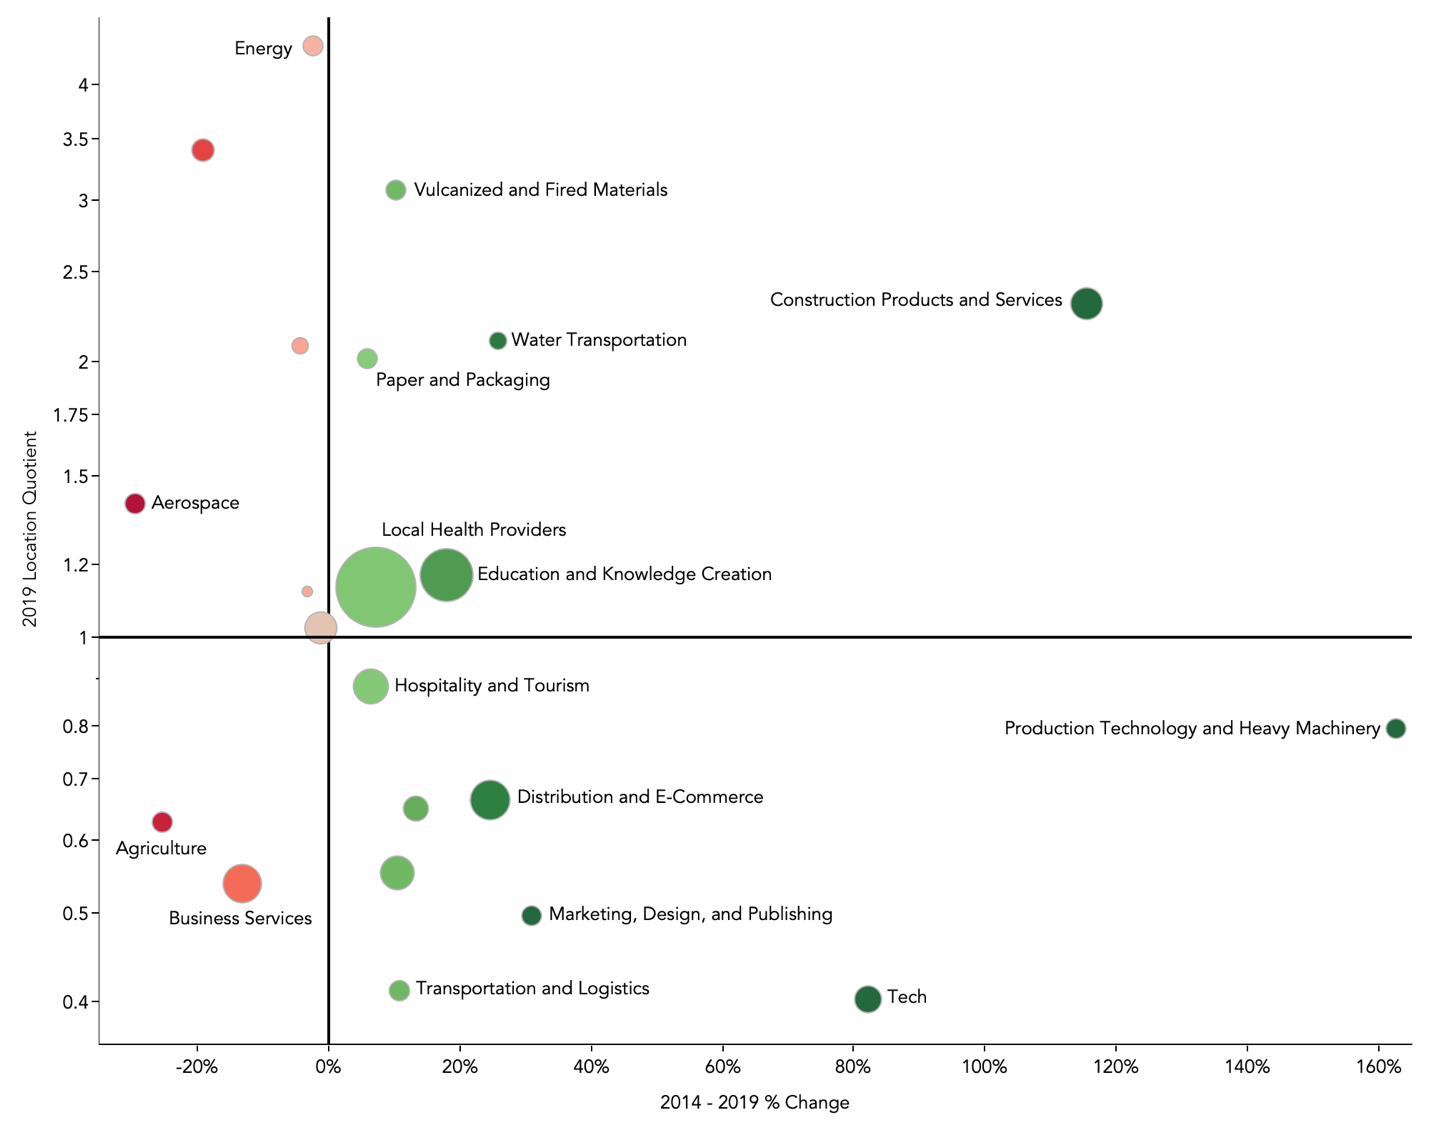 Energy
4
3.5
Vulcanized and Fired Materials
3
2.5
Construction Products and Services
Water Transportation
2
Paper and Packaging
1.75
2019 Location Quotient
1.5
Aerospace
Local Health Providers
1.2
Education and Knowledge Creation
1
Hospitality and Tourism
0.8
Production Technology and Heavy Machinery
0.7
Distribution and E-Commerce
0.6
Agriculture
0.5
Business Services
Marketing, Design, and Publishing
Transportation and Logistics
0.4
Tech
-20% 0% 20% 40% 60% 80% 100% 120% 140% 160%
2014 - 2019 % Change